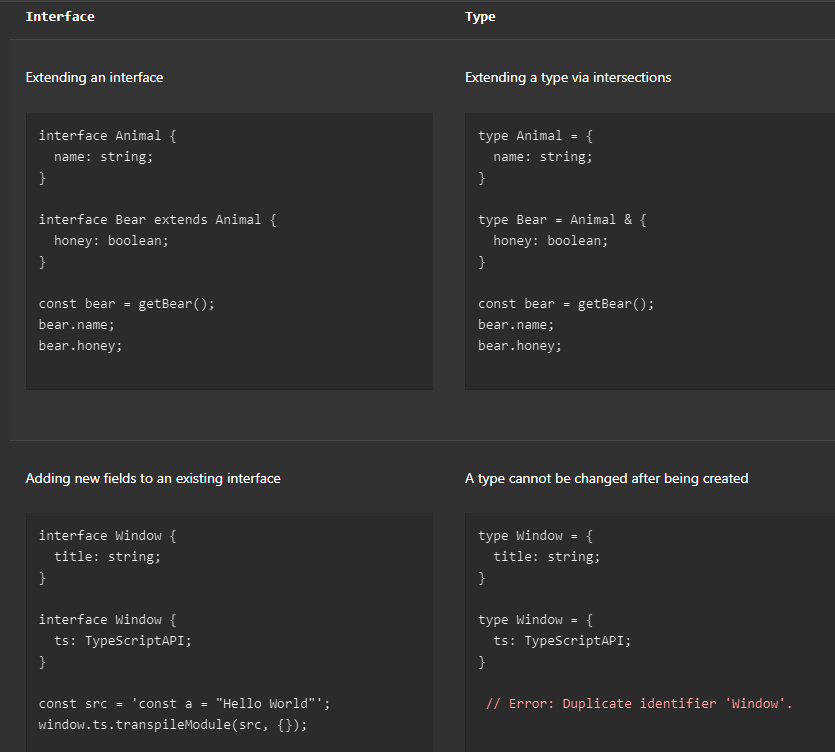 Interface
Type
Extending an interface
interface Animal {
  name: string;
}
interface Bear extends Animal {
  honey: boolean;
}
const bear = getBear();
bear.name;
bear.honey;
Extending a type via intersections
type Animal = {
  name: string;
}
type Bear = Animal & {
  honey: boolean;
}
const bear = getBear();
bear.name;
bear.honey;
Adding new fields to an existing interface
interface Window {
  title: string;
}
interface Window {
  ts: TypeScriptAPI;
}
const src = 'const a = "Hello World"';
window.ts.transpileModule(src, {});
A type cannot be changed after being created
type Window = {
  title: string;
}
type Window = {
  ts: TypeScriptAPI;
}
// Error: Duplicate identifier 'Window'.